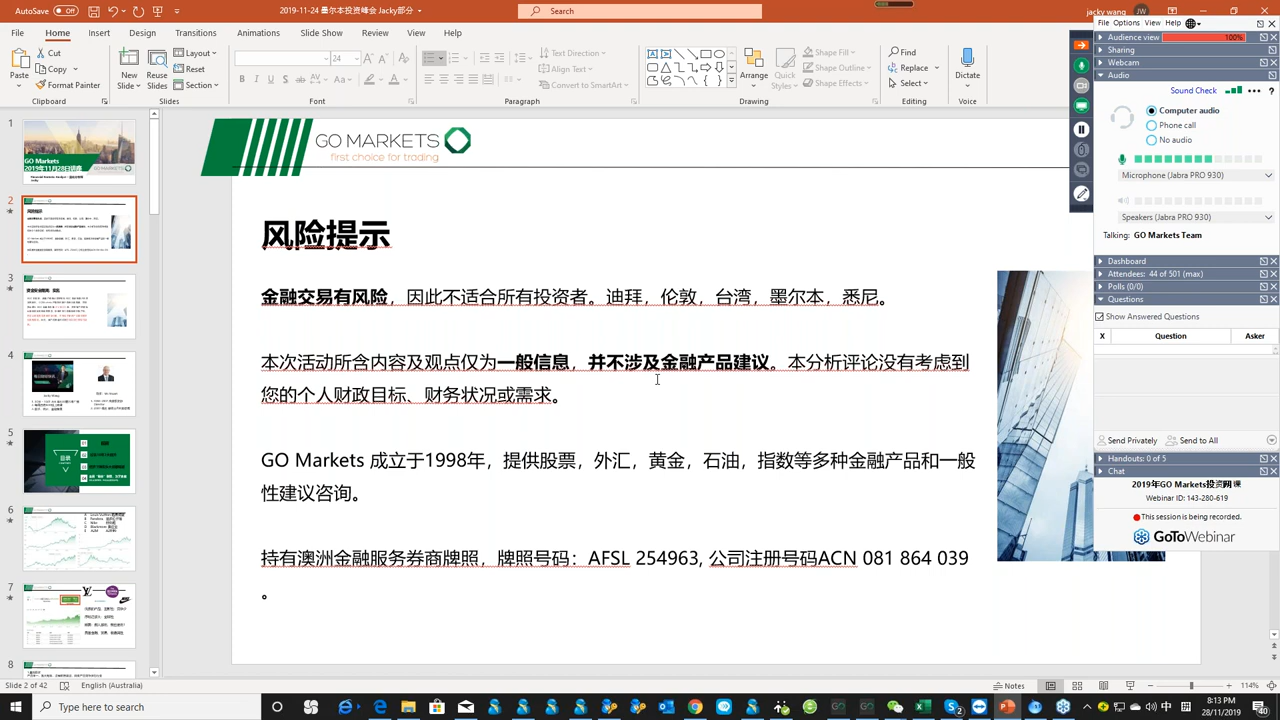 AutoSave Off
2019-11-24 墨尔本投资峰会 Jacky部分
Search
File Home Insert Design Transitions Animations Slide Show Review View Help
Paste
Cut
Copy
Format Painter
Clipboard
New Slide
Reuse Slides
Layout
Reset
Section
Slides
24
B I U S ab AV Aa
Font
Text Direction
Align Text
Convert to SmartArt
Paragraph
Arrange
Quick Styles
Shape Fill
Shape Outline
Shape Effects
Drawing
Find
Replace
Select
Editing
Dictate
Voice
1
2
3
4
5
6
7
8
GO Markets
GO MARKETS
first choice for trading
风险提示
金融交易有风险，因此不适合所有投资者。迪拜，伦敦，台湾，墨尔本，悉尼。
本次活动所含内容及观点仅为一般信息，并不涉及金融产品建议。本分析评论没有考虑到
您的个人财政目标、财务状况或需求。
GO Markets 成立于1998年，提供股票，外汇，黄金，石油，指数等多种金融产品和一般
性建议咨询。
持有澳洲金融服务券商牌照，牌照号码：AFSL 254963, 公司注册号码ACN 081 864 039
。
File Options View Help
Audience view 100%
Sharing
Webcam
Audio
Sound Check
?
Computer audio
Phone call
No audio
Microphone (Jabra PRO 930)
Speakers (Jabra PRO 930)
Talking: GO Markets Team
Dashboard
Attendees: 44 of 501 (max)
Polls (0/0)
Questions
Show Answered Questions
X Question Asker
Send Privately Send to All
Handouts: 0 of 5
Chat
2019年GO Markets投资网课
Webinar ID: 143-280-619
This session is being recorded.
GoToWebinar
Slide 2 of 42 English (Australia)
Notes
114%
Type here to search
8:13 PM
28/11/2019